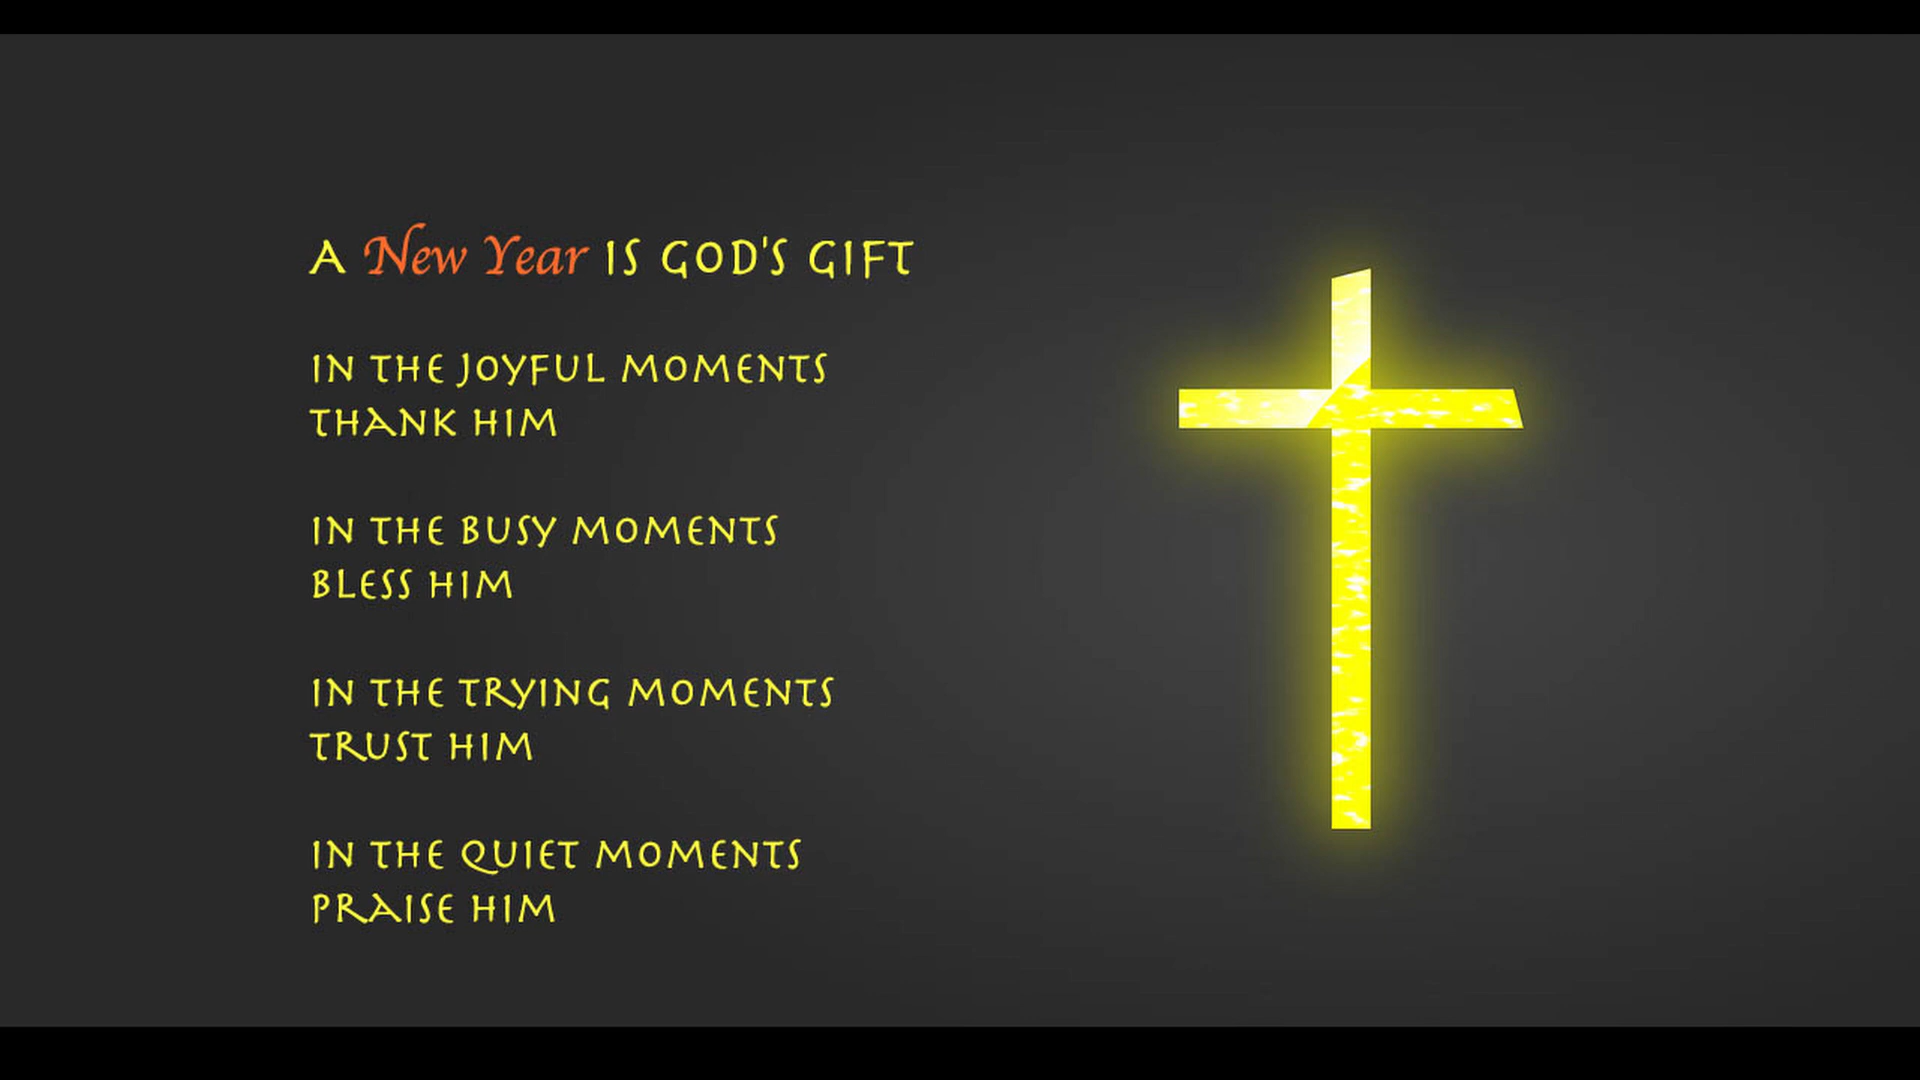 A New Year IS GOD'S GIFT
IN THE JOYFUL MOMENTS
THANK HIM
IN THE BUSY MOMENTS
BLESS HIM
IN THE TRYING MOMENTS
TRUST HIM
IN THE QUIET MOMENTS
PRAISE HIM